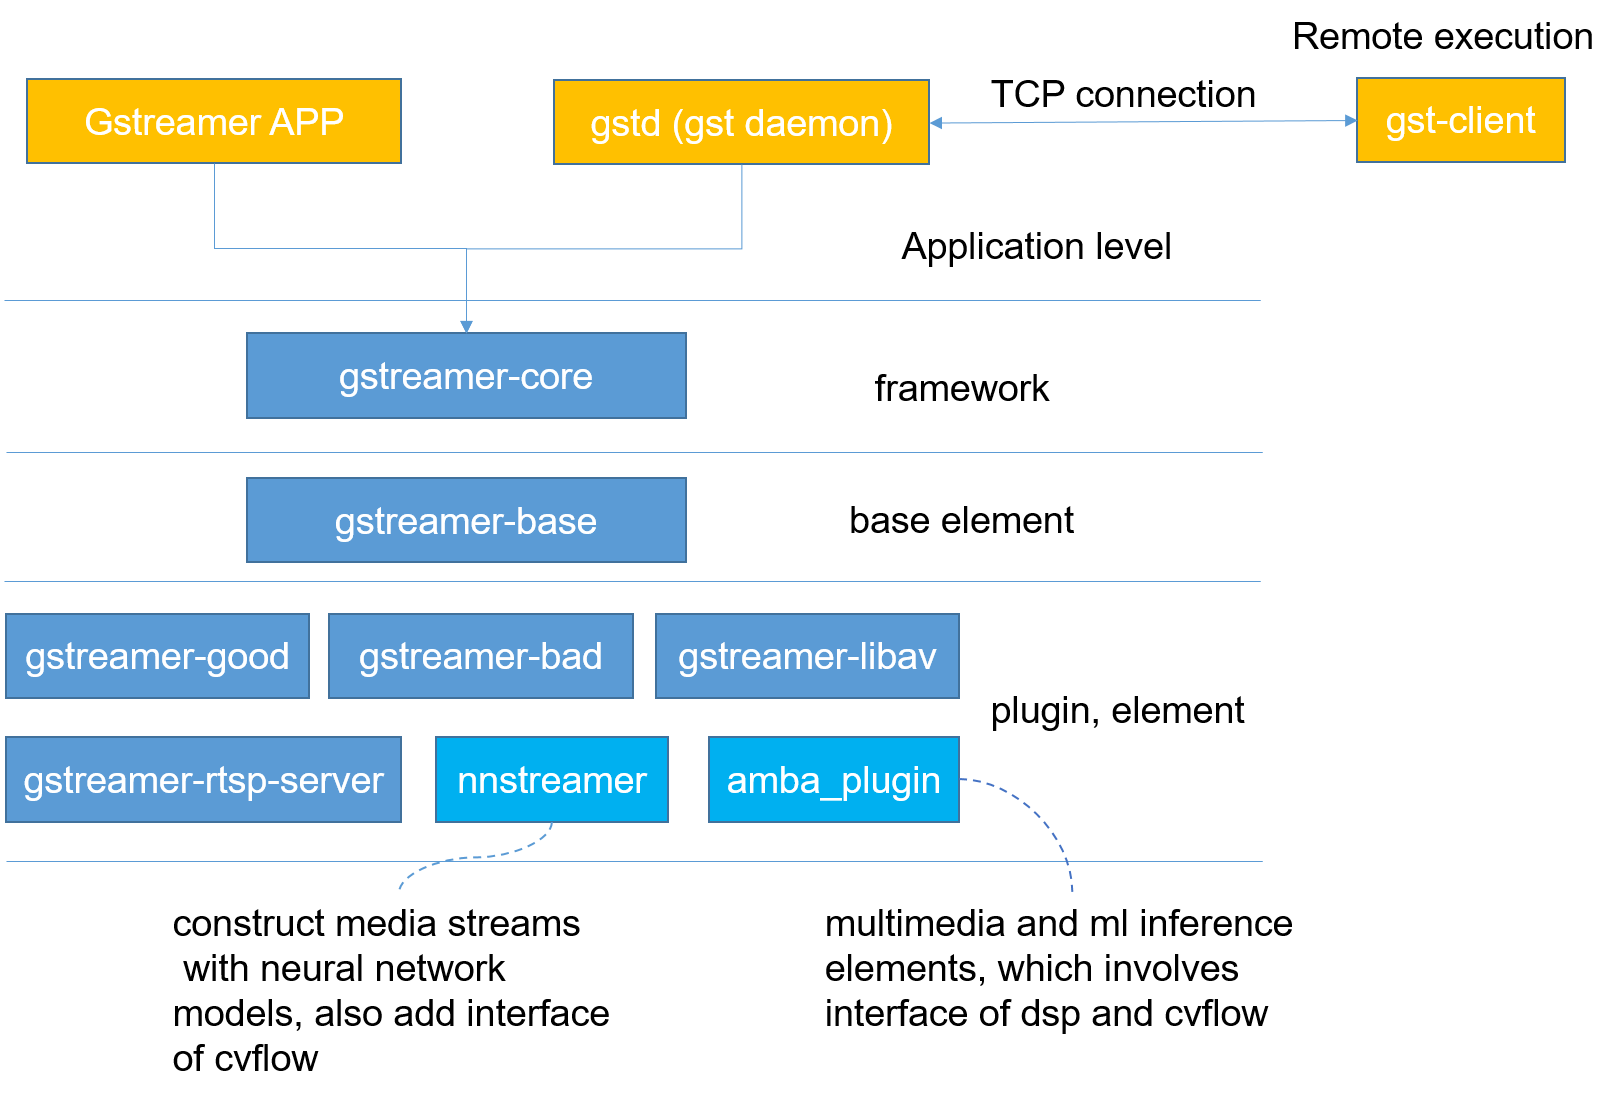 Remote execution
Gstreamer APP
gstd (gst daemon)
TCP connection
gst-client
Application level
gstreamer-core
framework
gstreamer-base
base element
gstreamer-good
gstreamer-bad
gstreamer-libav
plugin, element
gstreamer-rtsp-server
nnstreamer
amba_plugin
construct media streams
with neural network
models, also add interface
of cvflow
multimedia and ml inference
elements, which involves
interface of dsp and cvflow